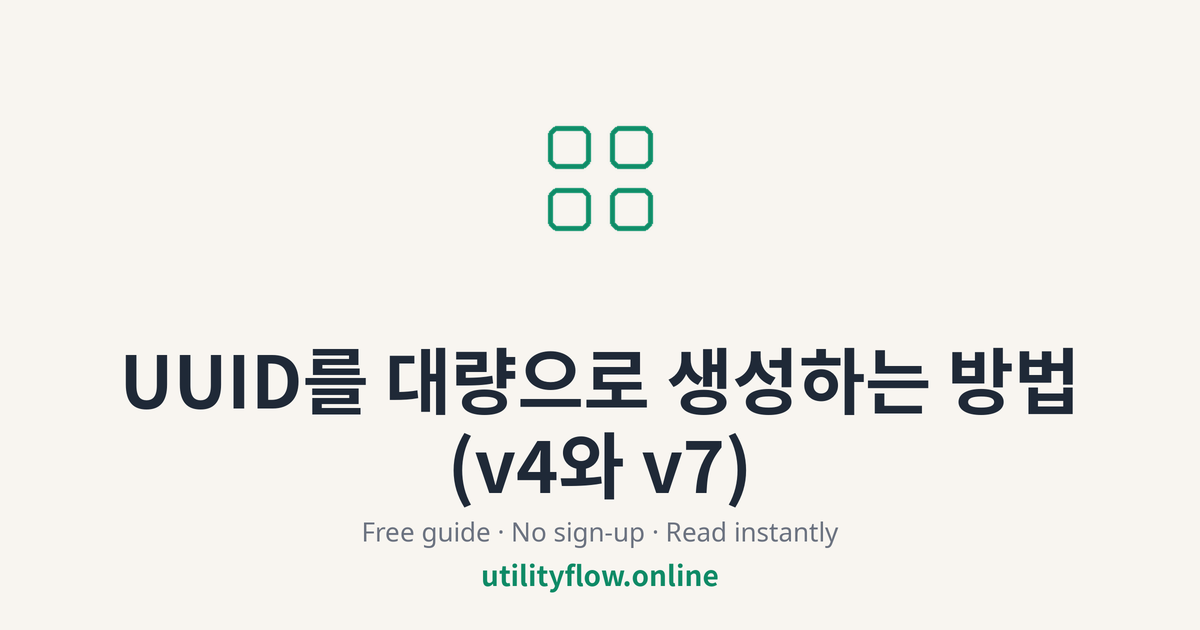 UUID를 대량으로 생성하는 방법
(v4와 v7)
Free guide · No sign-up · Read instantly
utilityflow.online